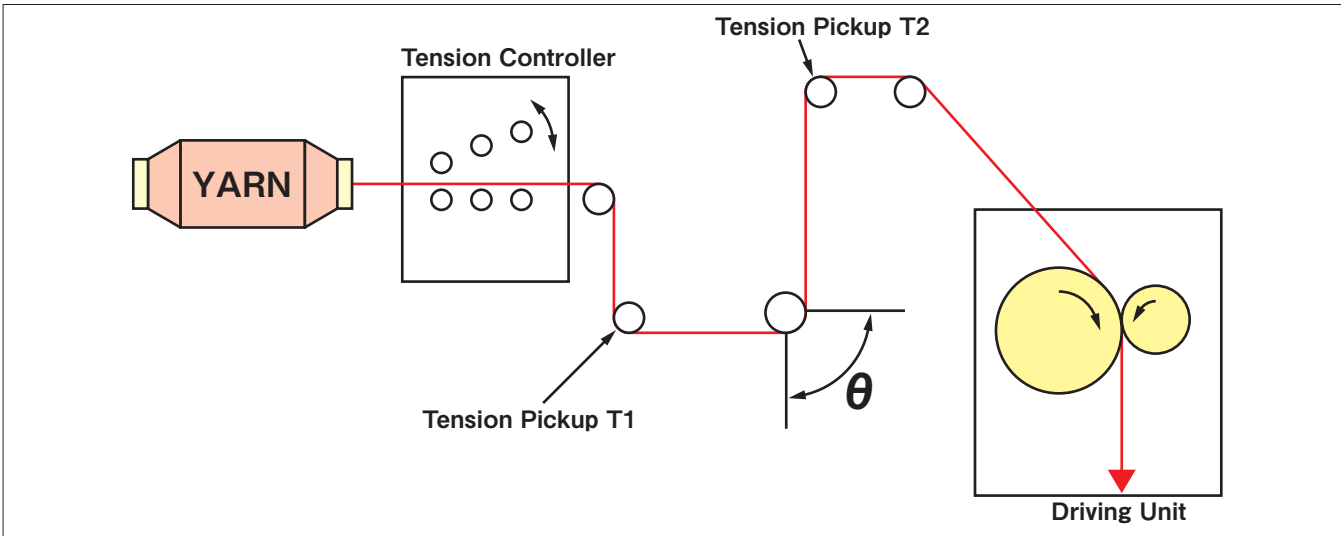 Tension Pickup T2
Tension Controller
YARN
θ
Tension Pickup T1
Driving Unit